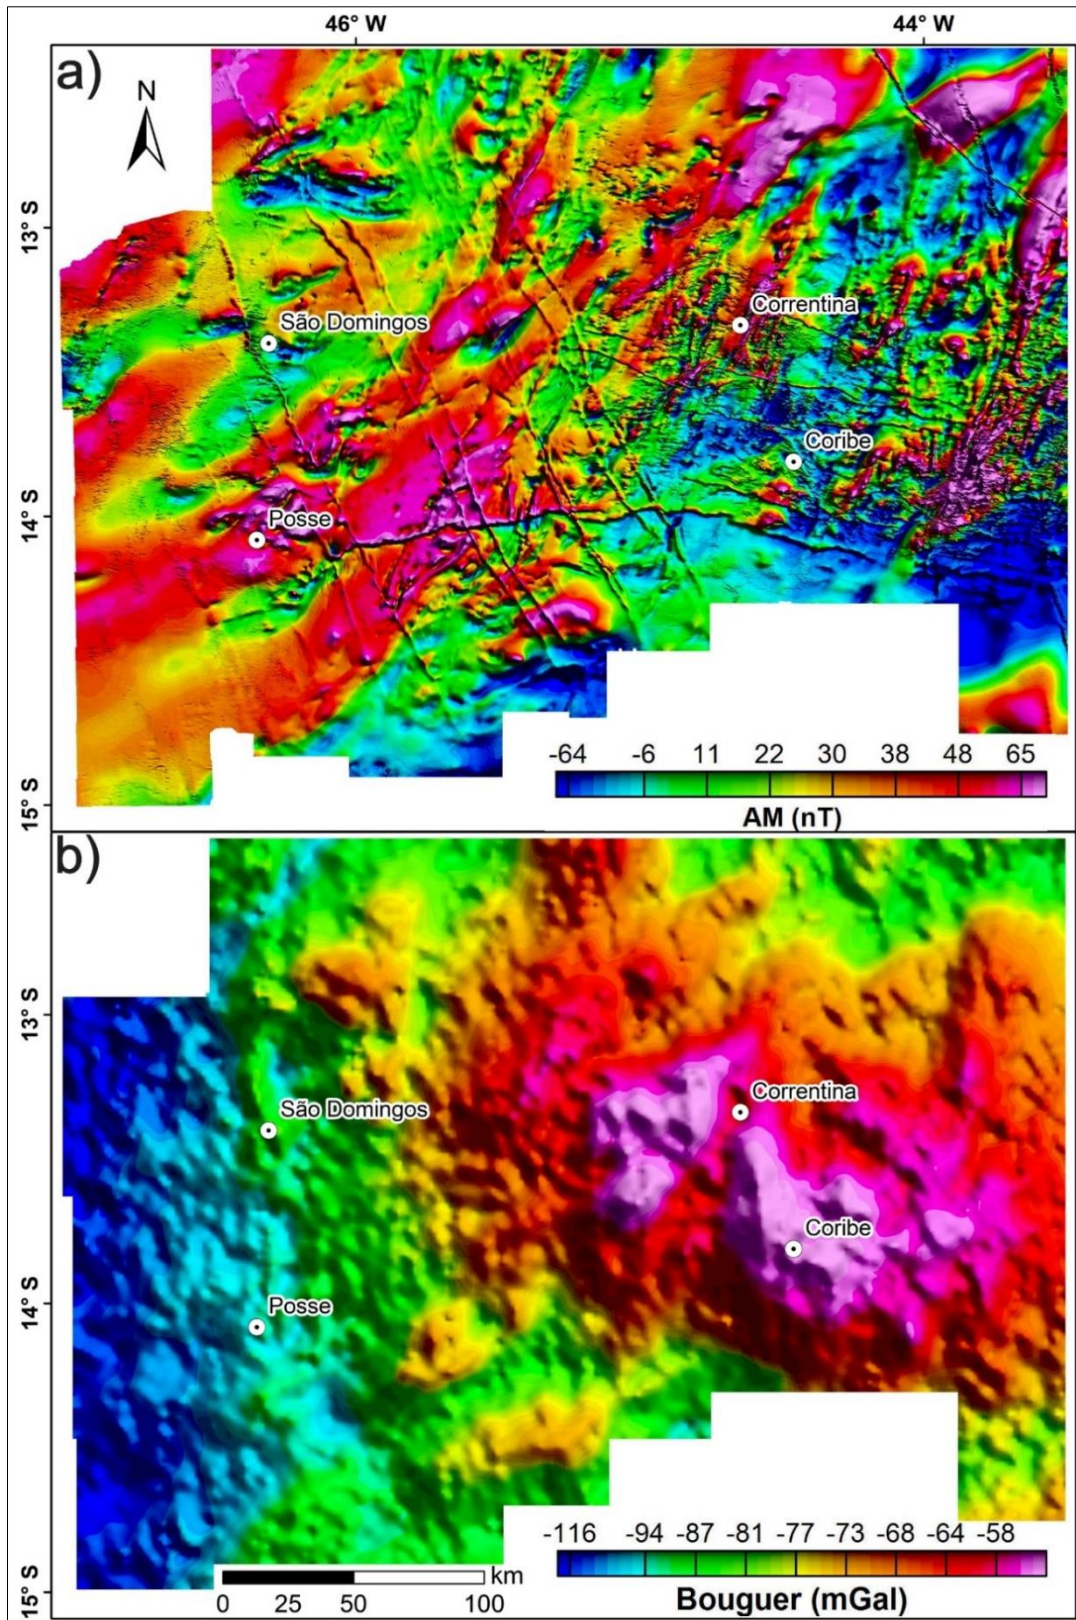 46° W 44° W
a)
N
13° S
São Domingos
Correntina
Coribe
14° S
Posse
-64 -6 11 22 30 38 48 65
AM (nT)
15° S
b)
13° S
Correntina
São Domingos
Coribe
14° S
Posse
-116 -94 -87 -81 -77 -73 -68 -64 -58
km
0 25 50 100
Bouguer (mGal)
15° S